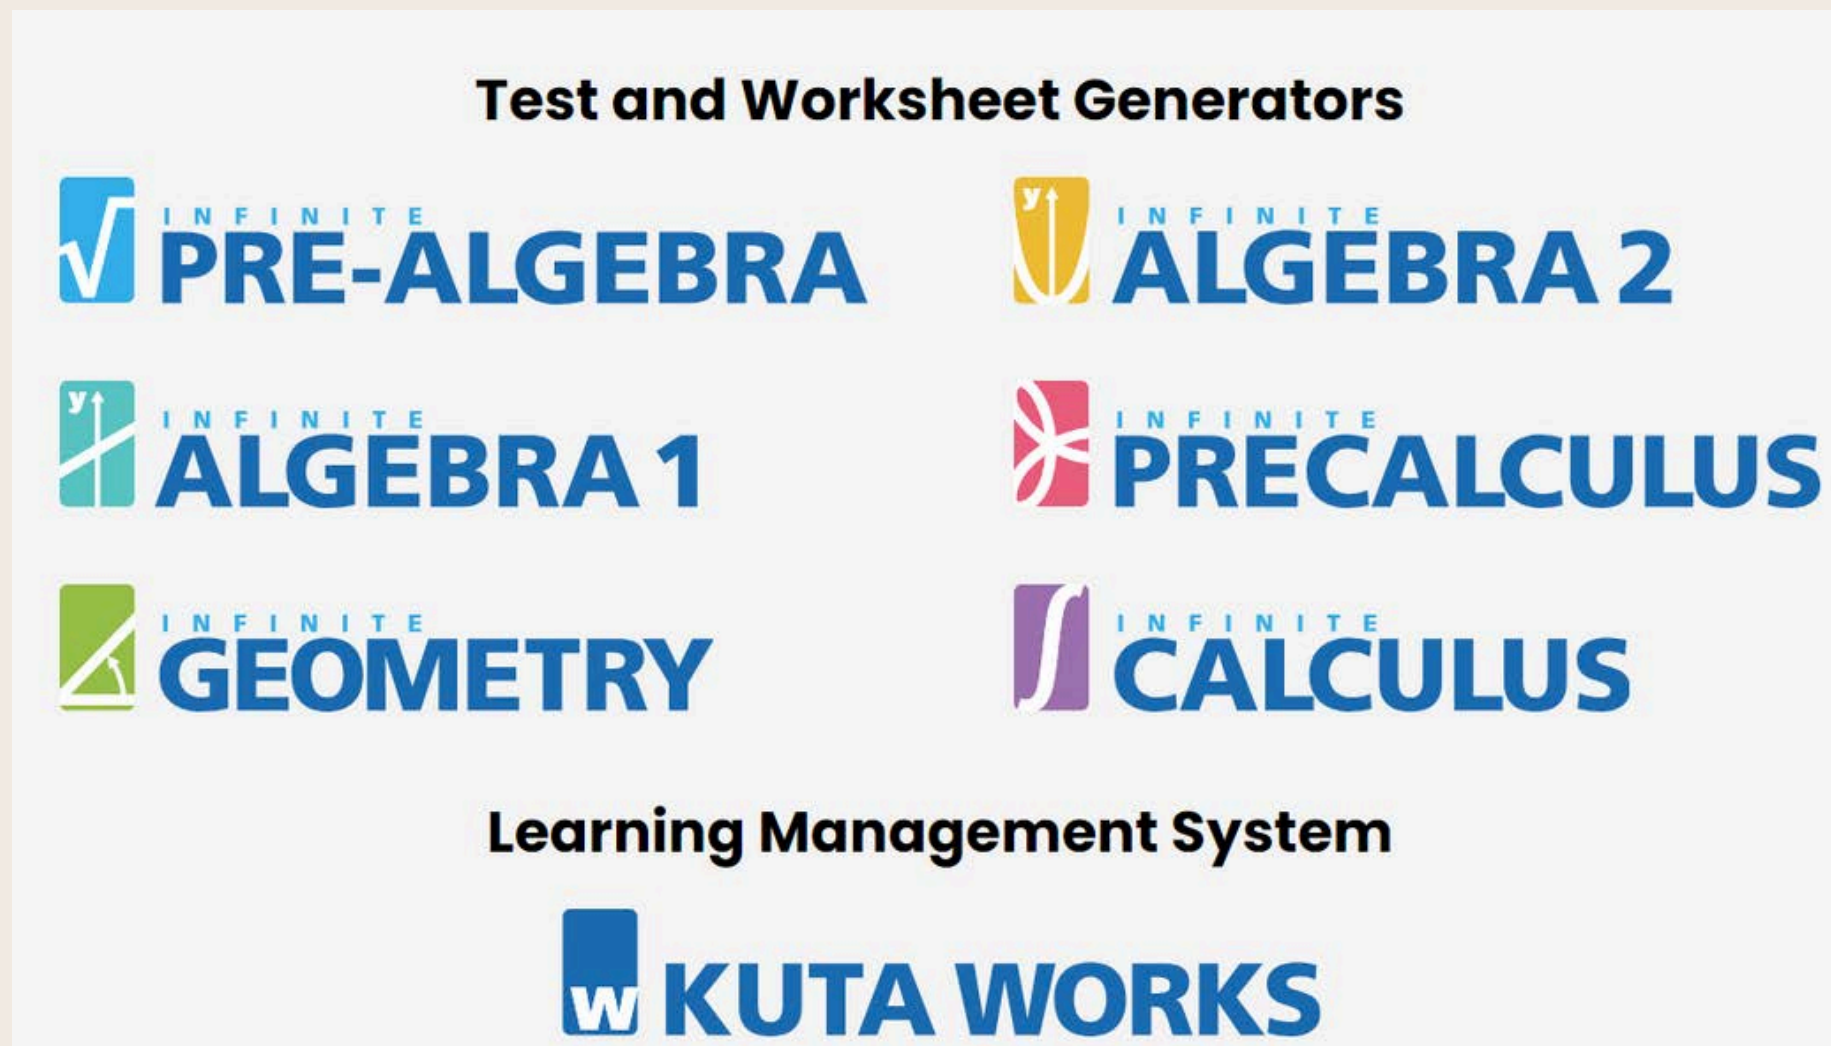 Test and Worksheet Generators
INFINITE
PRE-ALGEBRA
y
INFINITE
ALGEBRA 2
y
INFINITE
ALGEBRA 1
INFINITE
PRECALCULUS
INFINITE
GEOMETRY
INFINITE
CALCULUS
Learning Management System
W KUTA WORKS